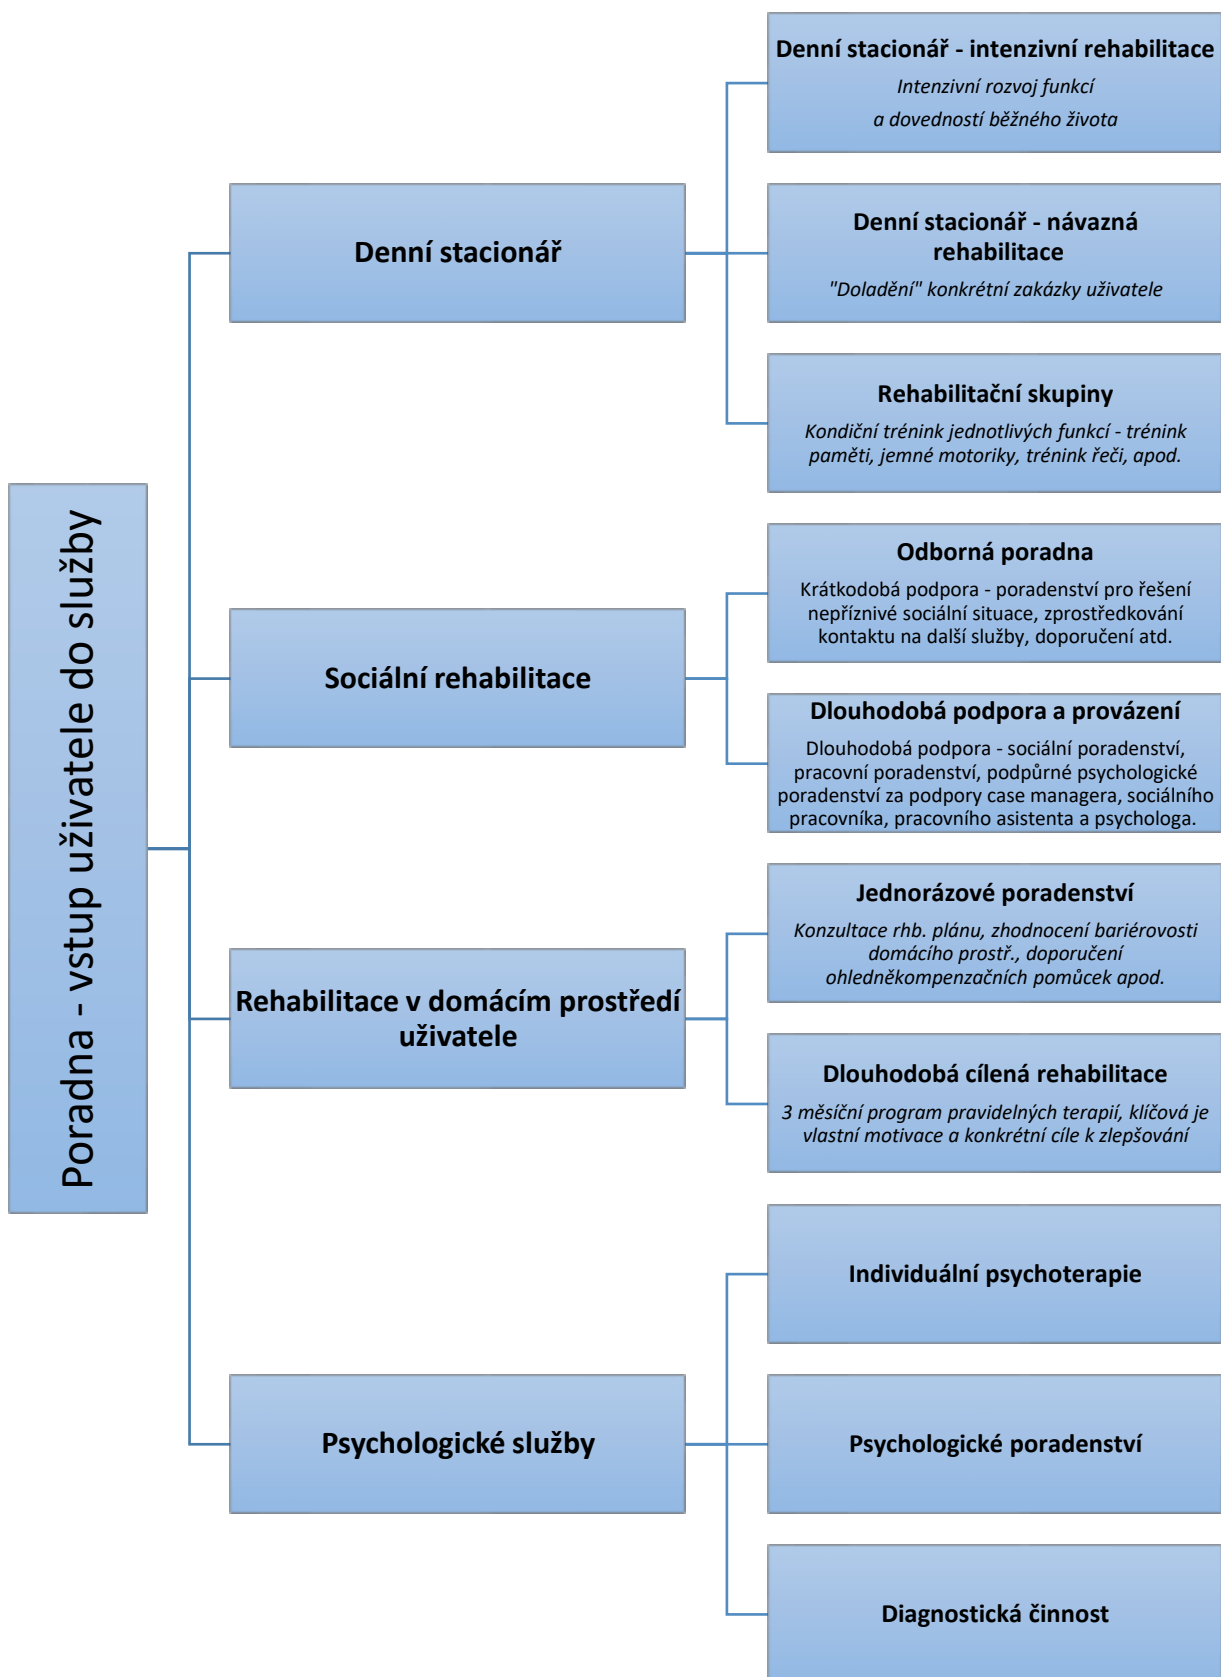 Poradna - vstup uživatele do služby
Denní stacionář
Denní stacionář - intenzivní rehabilitace
Intenzivní rozvoj funkcí
a dovedností běžného života
Denní stacionář - návazná
rehabilitace
"Doladění" konkrétní zakázky uživatele
Rehabilitační skupiny
Kondiční trénink jednotlivých funkcí - trénink
paměti, jemné motoriky, trénink řeči, apod.
Sociální rehabilitace
Odborná poradna
Krátkodobá podpora - poradenství pro řešení
nepříznivé sociální situace, zprostředkování
kontaktu na další služby, doporučení atd.
Dlouhodobá podpora a provázení
Dlouhodobá podpora - sociální poradenství,
pracovní poradenství, podpůrné psychologické
poradenství za podpory case managera, sociálního
pracovníka, pracovního asistenta a psychologa.
Rehabilitace v domácím prostředí
uživatele
Jednorázové poradenství
Konzultace rhb. plánu, zhodnocení bariérovosti
domácího prostř., doporučení
ohledněkompenzačních pomůcek apod.
Dlouhodobá cílená rehabilitace
3 měsíční program pravidelných terapií, klíčová je
vlastní motivace a konkrétní cíle k zlepšování
Psychologické služby
Individuální psychoterapie
Psychologické poradenství
Diagnostická činnost